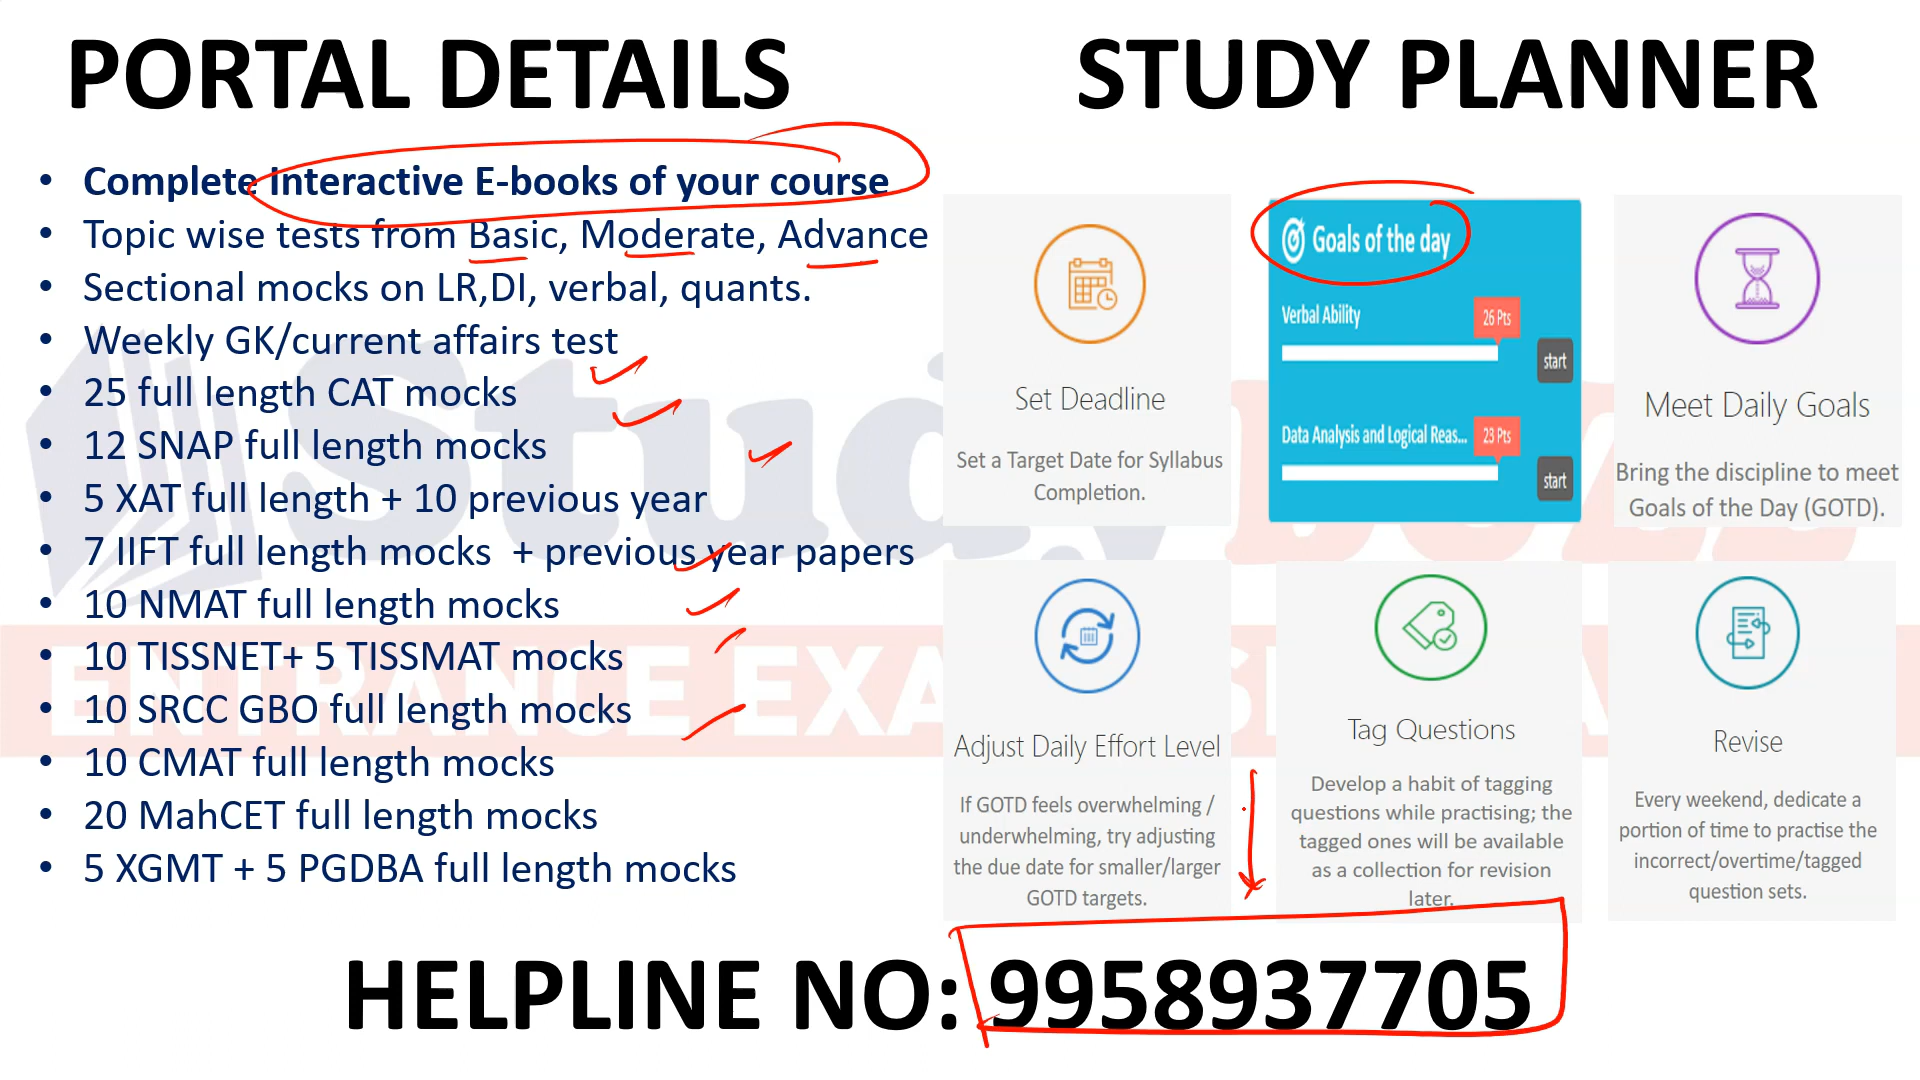 PORTAL DETAILS
• Complete Interactive E-books of your course
• Topic wise tests from Basic, Moderate, Advance
• Sectional mocks on LR,DI, verbal, quants.
• Weekly GK/current affairs test
• 25 full length CAT mocks
• 12 SNAP full length mocks
• 5 XAT full length + 10 previous year
• 7 IIFT full length mocks + previous year papers
• 10 NMAT full length mocks
• 10 TISSNET+ 5 TISSMAT mocks
• 10 SRCC GBO full length mocks
• 10 CMAT full length mocks
• 20 MahCET full length mocks
• 5 XGMT + 5 PGDBA full length mocks
STUDY PLANNER
Set Deadline
Set a Target Date for Syllabus
Completion.
Goals of the day
Verbal Ability
26 Pts
start
Data Analysis and Logical Reas...
23 Pts
start
Meet Daily Goals
Bring the discipline to meet
Goals of the Day (GOTD).
Adjust Daily Effort Level
If GOTD feels overwhelming /
underwhelming, try adjusting
the due date for smaller/larger
GOTD targets.
Tag Questions
Develop a habit of tagging
questions while practising; the
tagged ones will be available
as a collection for revision
later.
Revise
Every weekend, dedicate a
portion of time to practise the
incorrect/overtime/tagged
question sets.
HELPLINE NO: 9958937705